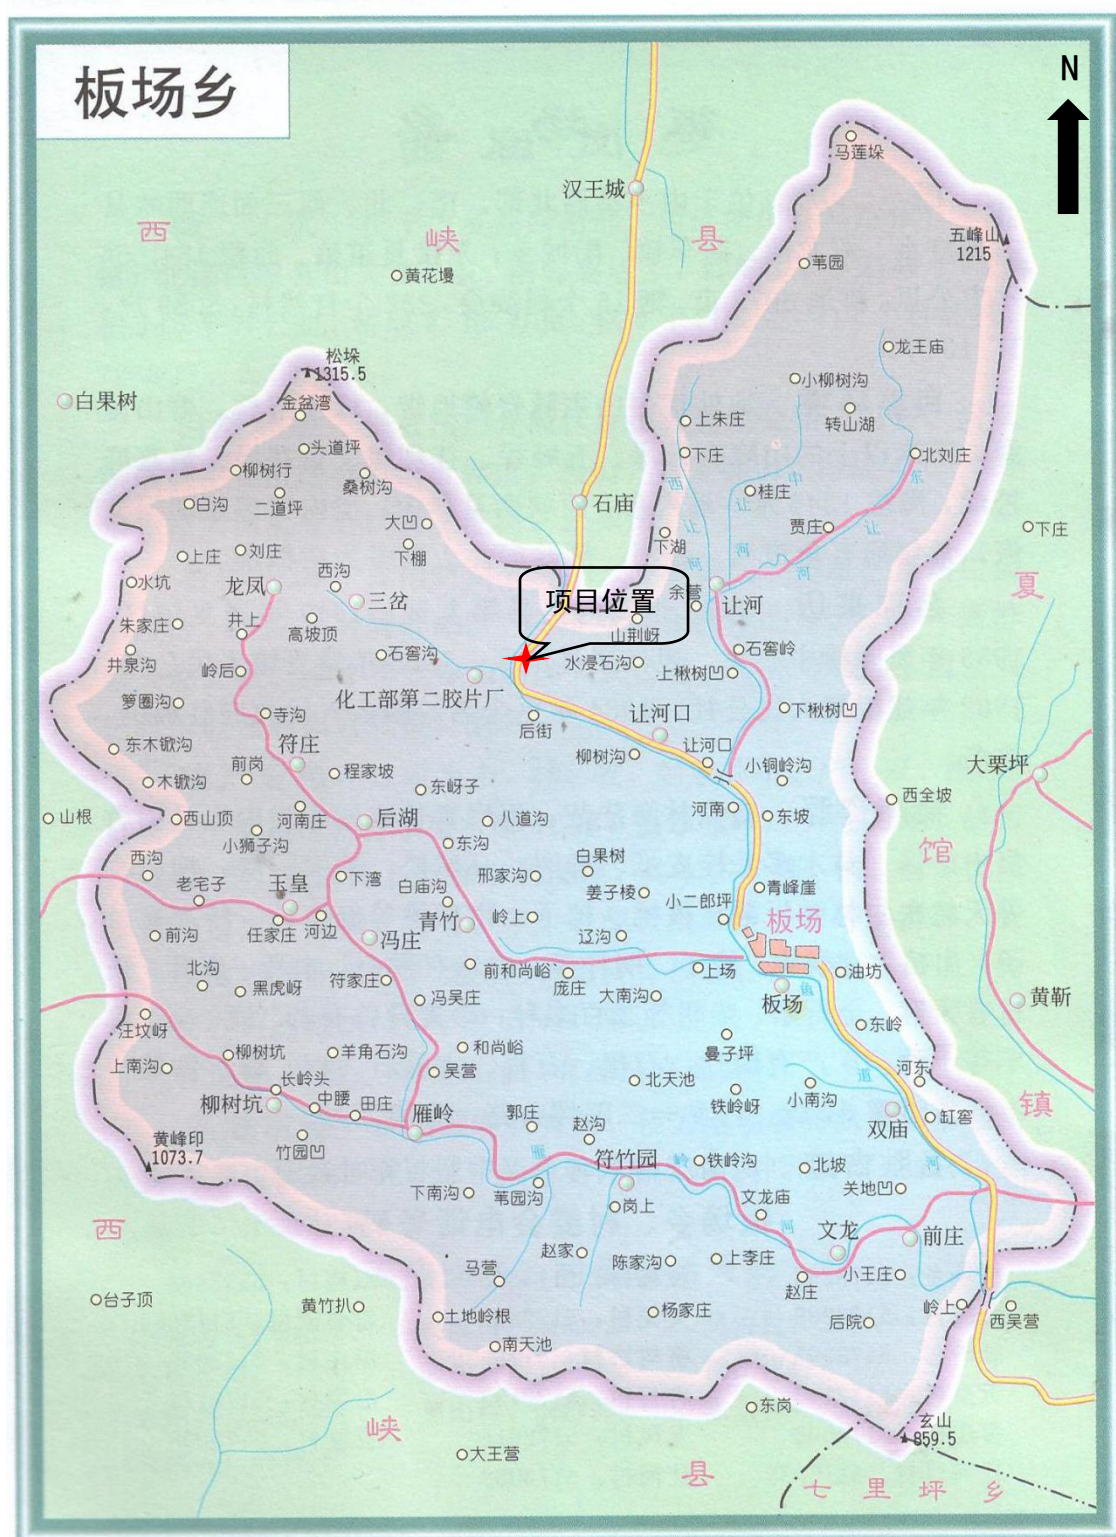 板场乡
N
马莲垛
汉王城
西
峡
县
五峰山
1215
黄花墁
苇园
龙王庙
松垛
1315.5
小柳树沟
白果树
金盆湾
转山湖
上朱庄
头道坪
下庄
北刘庄
柳树行
桑树沟
西
中
东
桂庄
白沟
二道坪
石庙
让
大凹
贾庄
让
让
下庄
下湖
上庄
刘庄
下棚
河
河
河
水坑
龙凤
西沟
三岔
项目位置
余营
让河
夏
朱家庄
井上
高坡顶
山荆岈
井泉沟
岭后
石窖沟
水浸石沟
石窖岭
上楸树凹
箩圈沟
化工部第二胶片厂
寺沟
后街
让河口
下楸树凹
东木锨沟
符庄
柳树沟
让河口
前岗
程家坡
小铜岭沟
大栗坪
木锨沟
东岈子
西全坡
山根
西山顶
河南庄
后湖
八道沟
河南
东坡
小狮子沟
东沟
馆
西沟
白果树
老宅子
玉皇
下湾
白庙沟
邢家沟
姜子棱
青峰崖
小二郎坪
前沟
任家庄
河边
冯庄
青竹
岭上
板场
辽沟
北沟
符家庄
前和尚峪
庞庄
上场
油坊
黑虎岈
冯吴庄
大南沟
板场
鱼
黄靳
汪坟岈
东岭
上南沟
柳树坑
羊角石沟
和尚峪
曼子坪
吴营
北天池
道
河东
长岭头
铁岭岈
小南沟
镇
柳树坑
中腰
田庄
雁岭
郭庄
双庙
缸窖
黄峰印
1073.7
竹园凹
赵沟
雁
符竹园
岭
铁岭沟
北坡
河
下南沟
苇园沟
关地凹
岗上
文龙庙
西
河
文龙
前庄
赵家
陈家沟
上李庄
马营
小王庄
台子顶
黄竹扒
赵庄
土地岭根
杨家庄
后院
岭上
西吴营
南天池
东岗
玄山
859.5
峡
大王营
县
七里坪乡